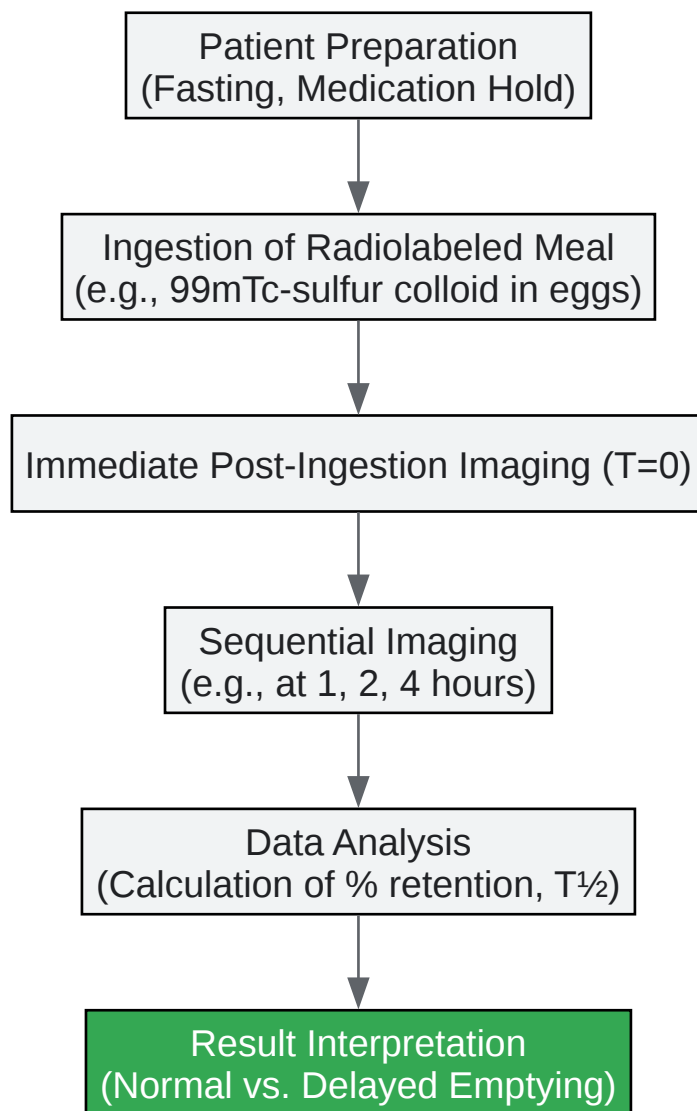 Patient Preparation
(Fasting, Medication Hold)
Ingestion of Radiolabeled Meal
(e.g., 99mTc-sulfur colloid in eggs)
Immediate Post-Ingestion Imaging (T=0)
Sequential Imaging
(e.g., at 1, 2, 4 hours)
Data Analysis
(Calculation of % retention, T½)
Result Interpretation
(Normal vs. Delayed Emptying)